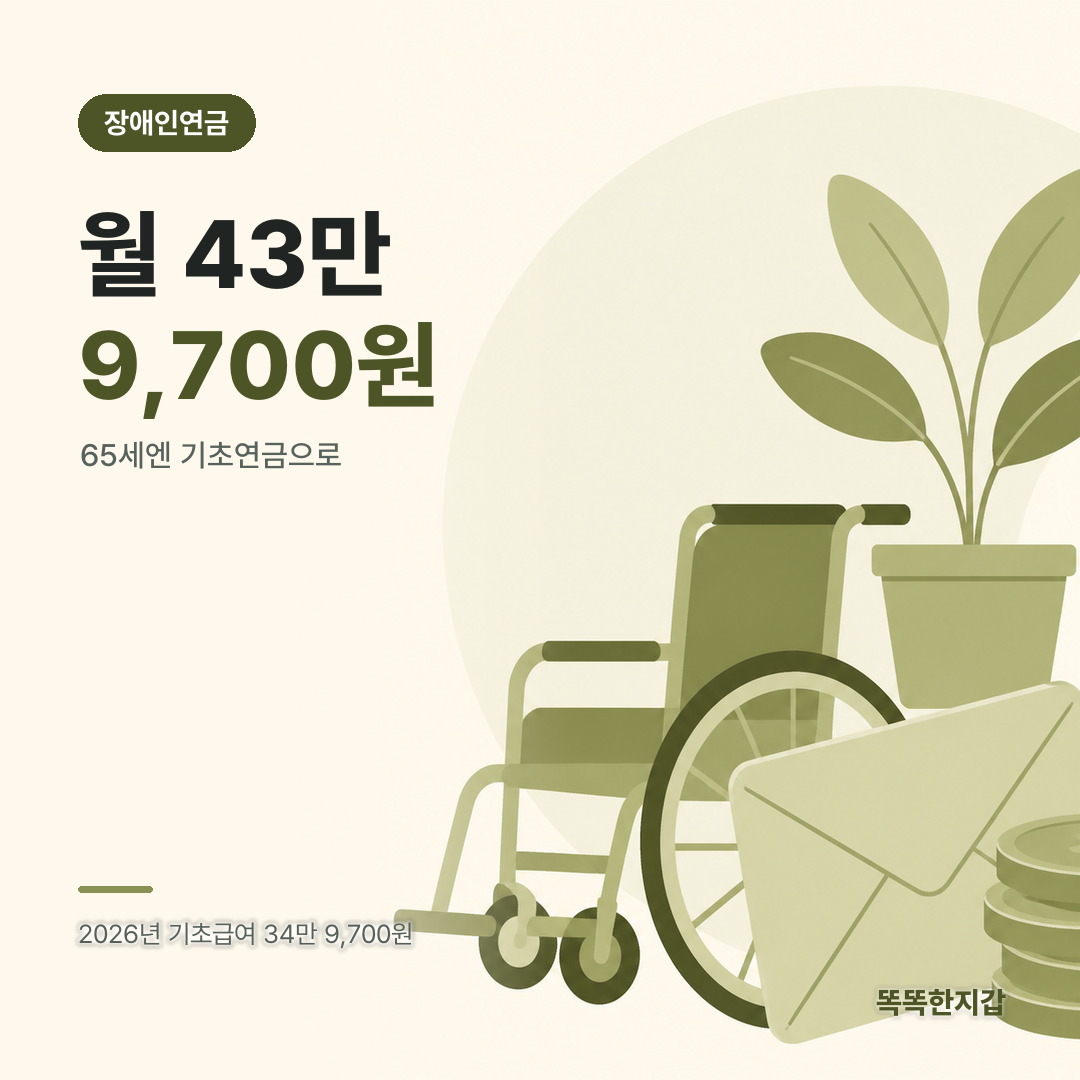 장애인연금
월 43만
9,700원
65세엔 기초연금으로
2026년 기초급여 34만 9,700원
똑똑한지갑